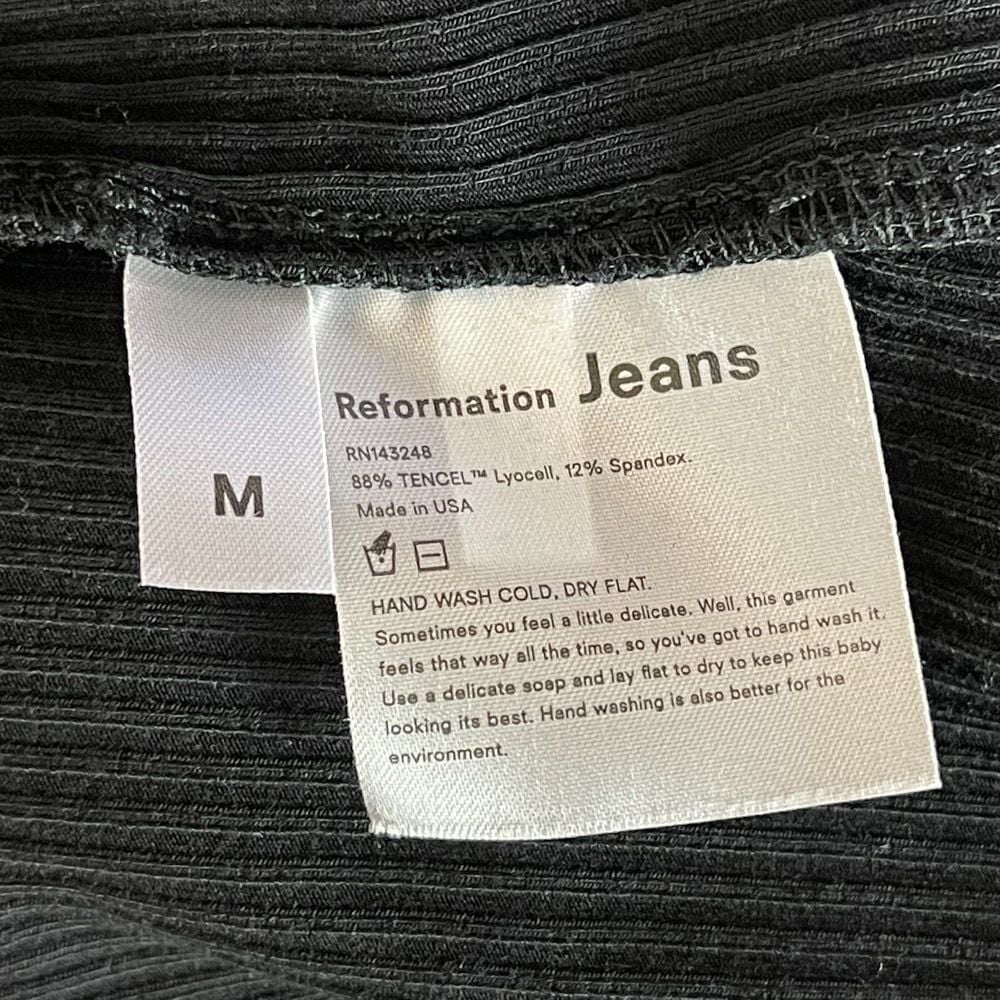 M
Reformation Jeans
RN143248
88% TENCEL™ Lyocell, 12% Spandex.
Made in USA
HAND WASH COLD, DRY FLAT.
Sometimes you feel a little delicate. Well, this garment
feels that way all the time, so you've got to hand wash it.
Use a delicate soap and lay flat to dry to keep this baby
looking its best. Hand washing is also better for the
environment.